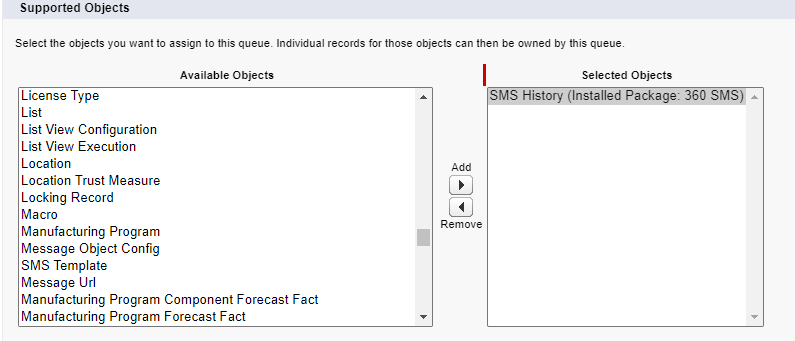 Supported Objects
Select the objects you want to assign to this queue. Individual records for those objects can then be owned by this queue.
Available Objects
License Type
List
List View Configuration
List View Execution
Location
Location Trust Measure
Locking Record
Macro
Manufacturing Program
Message Object Config
SMS Template
Message Url
Manufacturing Program Component Forecast Fact
Manufacturing Program Forecast Fact
Add
Remove
Selected Objects
SMS History (Installed Package: 360 SMS)